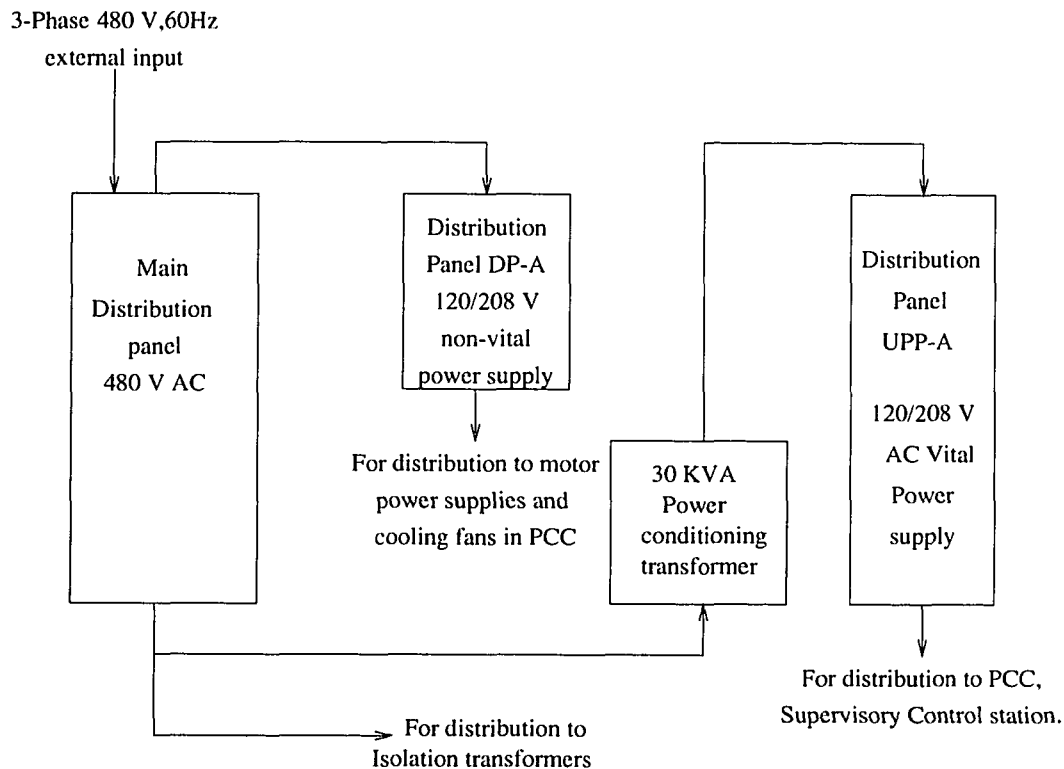 3-Phase 480 V,60Hz
external input
Main
Distribution
panel
480 V AC
Distribution
Panel DP-A
120/208 V
non-vital
power supply
For distribution to motor
power supplies and
cooling fans in PCC
30 KVA
Power
conditioning
transformer
Distribution
Panel
UPP-A
120/208 V
AC Vital
Power
supply
For distribution to PCC,
Supervisory Control station.
For distribution to
Isolation transformers